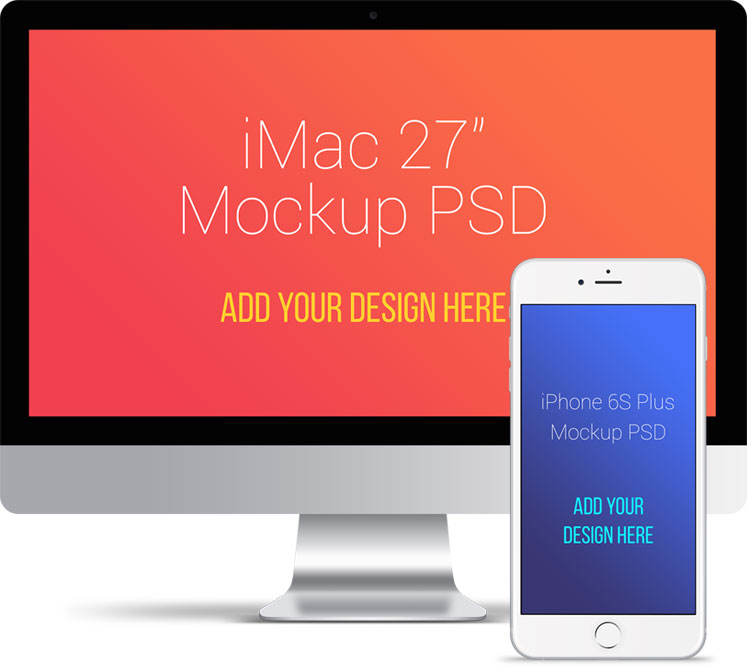 iMac 27”
Mockup PSD
ADD YOUR DESIGN HERE
iPhone 6S Plus
Mockup PSD
ADD YOUR
DESIGN HERE